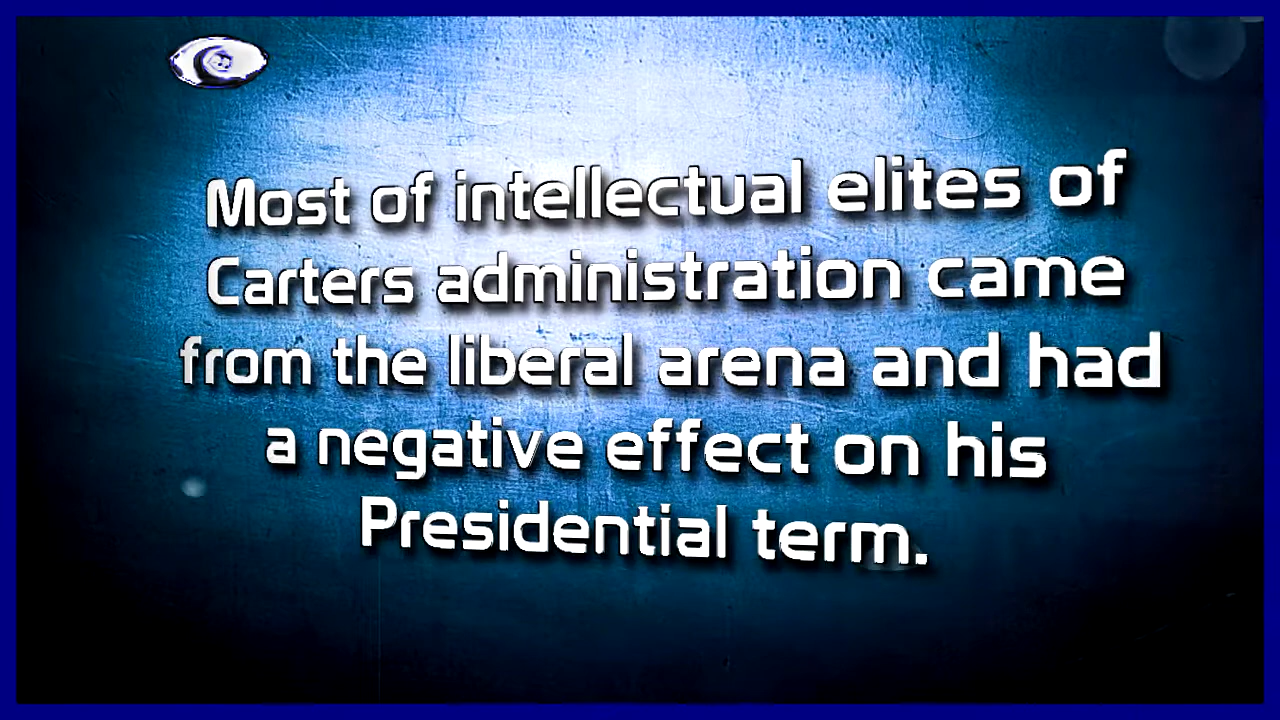 Most of intellectual elites of
Carters administration came
from the liberal arena and had
a negative effect on his
Presidential term.